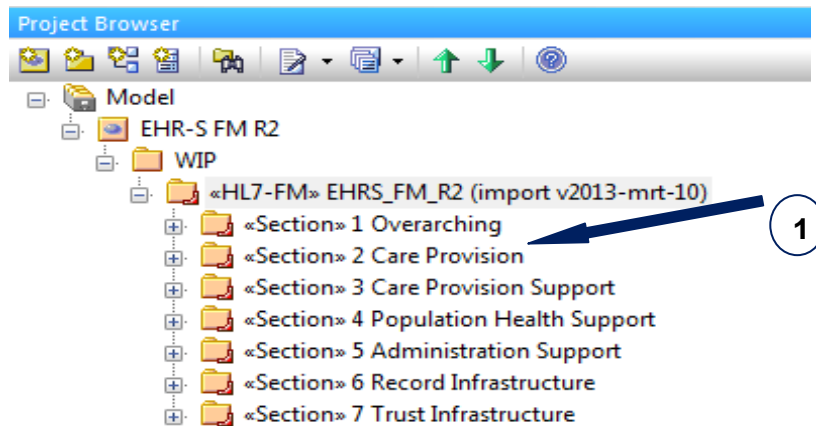 Project Browser
Model
EHR-S FM R2
WIP
«HL7-FM» EHRS_FM_R2 (import v2013-mrt-10)
«Section» 1 Overarching
«Section» 2 Care Provision
1
«Section» 3 Care Provision Support
«Section» 4 Population Health Support
«Section» 5 Administration Support
«Section» 6 Record Infrastructure
«Section» 7 Trust Infrastructure